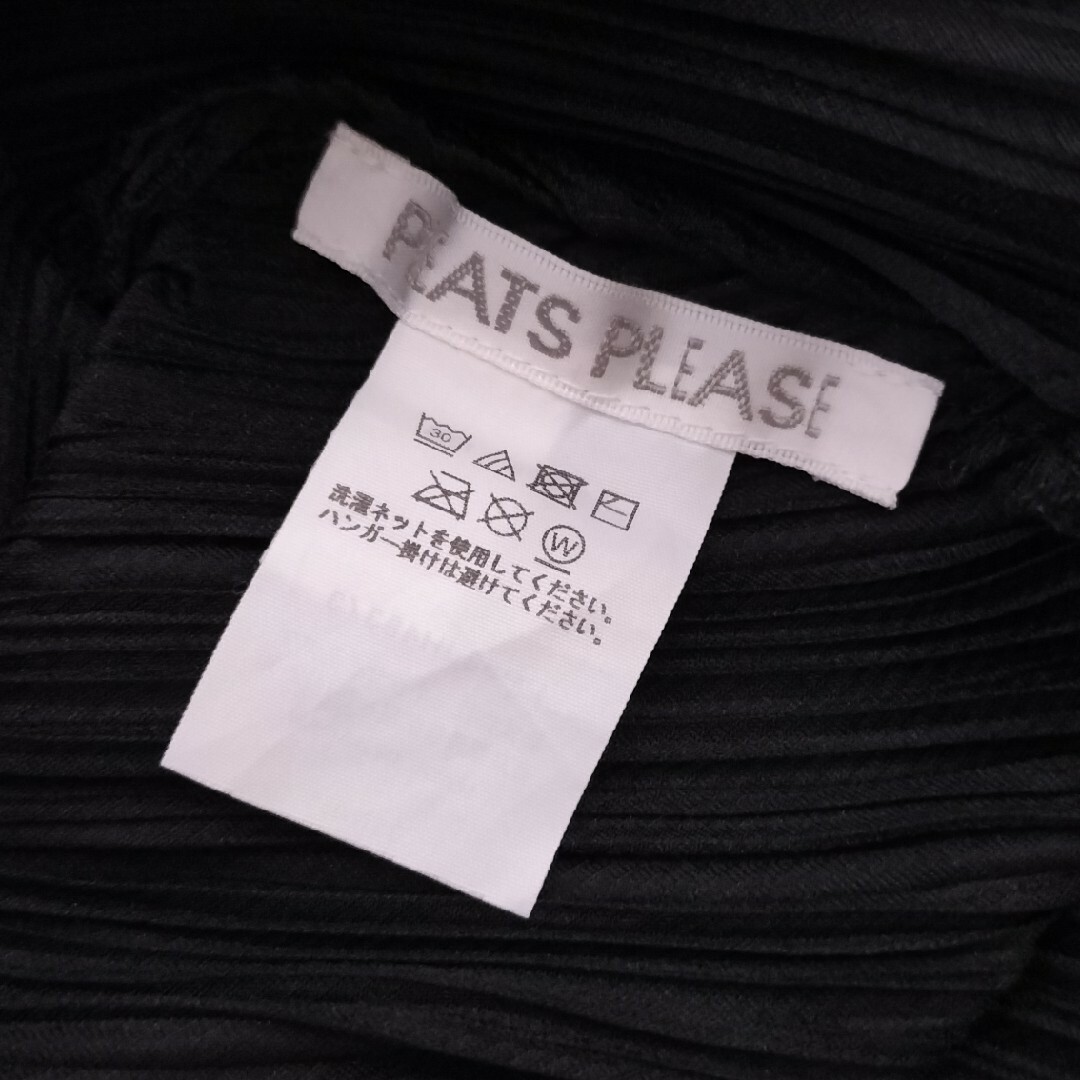 PLEATS PLEASE
30
W
洗濯ネットを使用してください。
ハンガー掛けは避けてください。